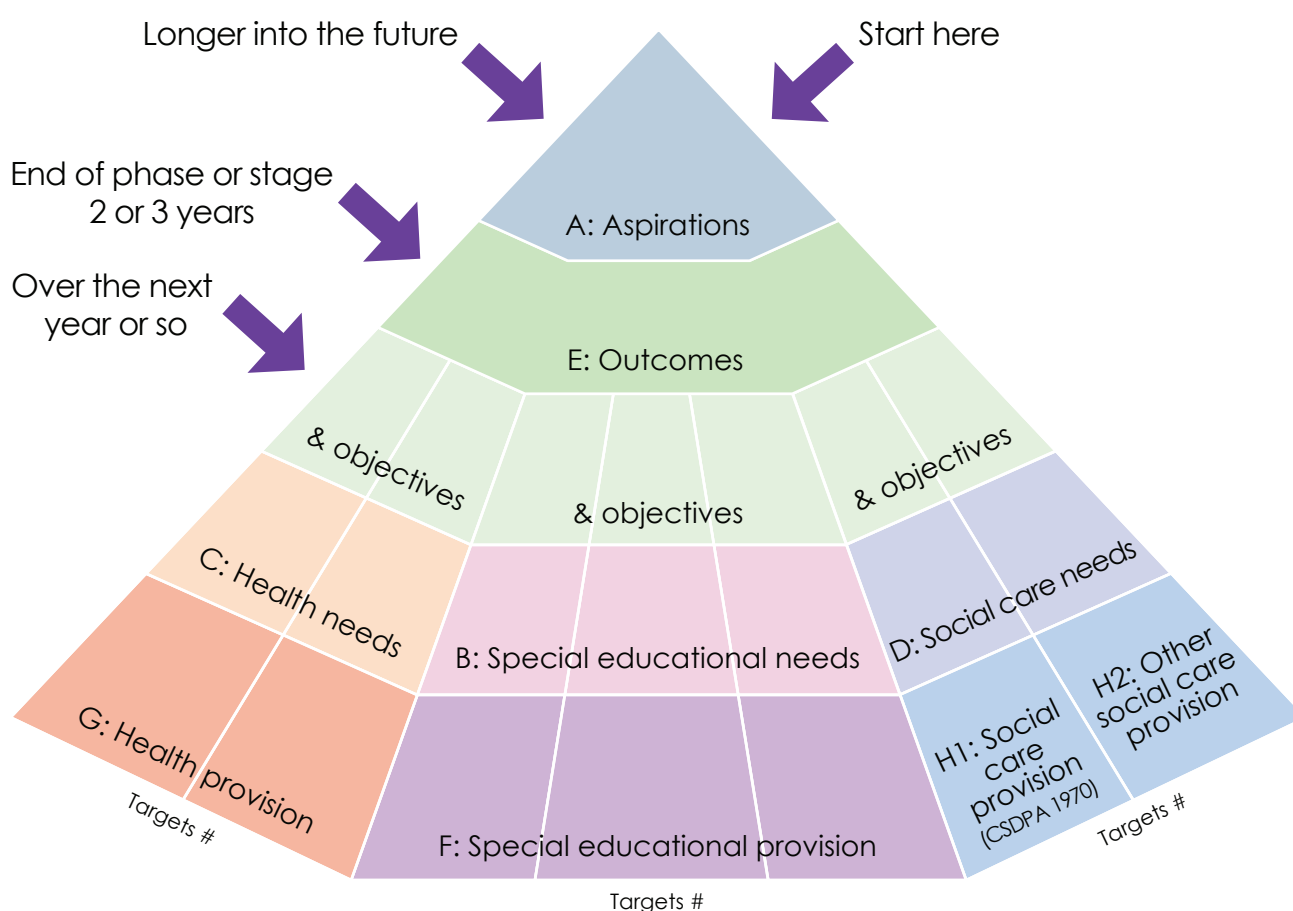 Longer into the future
Start here
End of phase or stage
2 or 3 years
Over the next
year or so
A: Aspirations
E: Outcomes
& objectives
& objectives
& objectives
C: Health needs
B: Special educational needs
D: Social care needs
G: Health provision
F: Special educational provision
H1: Social
care
provision
(CSDPA 1970)
H2: Other
social care
provision
Targets #
Targets #
Targets #